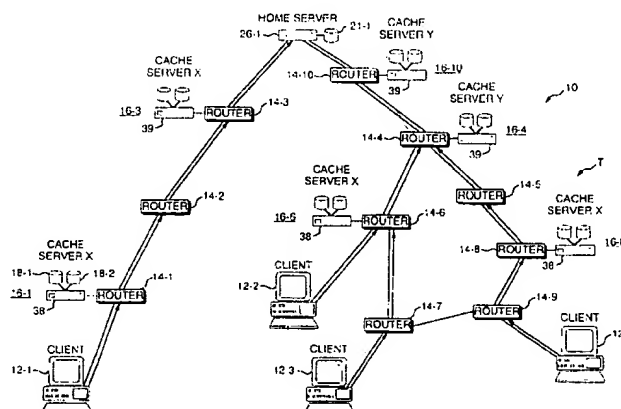 HOME SERVER
20-1
21-1
CACHE
SERVER Y
ROUTER
14-10
16-10
39
CACHE
SERVER X
16-3
ROUTER
14-3
39
CACHE
SERVER Y
14-4
ROUTER
16-4
39
10
T
ROUTER
14-2
ROUTER
14-5
CACHE
SERVER X
ROUTER
14-6
38
CACHE
SERVER X
14-8
ROUTER
38
CACHE
SERVER X
18-1
18-2
16-1
ROUTER
14-1
38
CLIENT
12-2
ROUTER
14-7
ROUTER
14-9
CLIENT
12-1
CLIENT
12-3
CLIENT